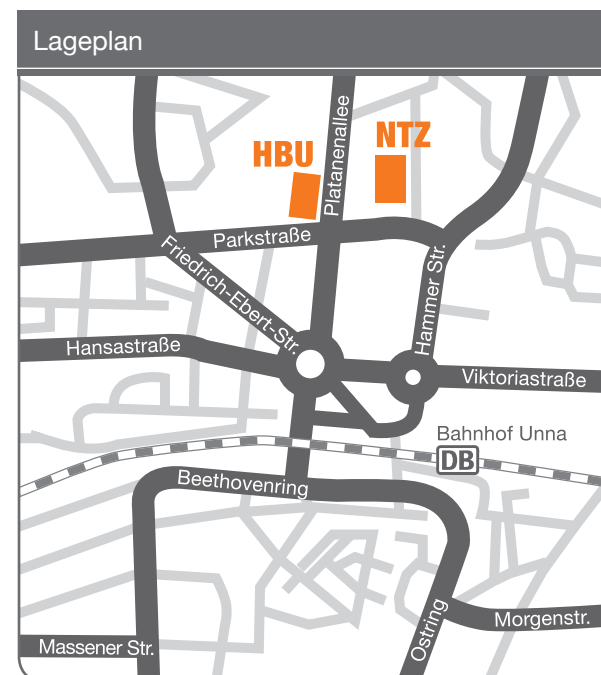 Lageplan
HBU
NTZ
Platanenallee
Parkstraße
Friedrich-Ebert-Str.
Hammer Str.
Hansastraße
Viktoriastraße
Bahnhof Unna
DB
Beethovenring
Ostring
Morgenstr.
Massener Str.